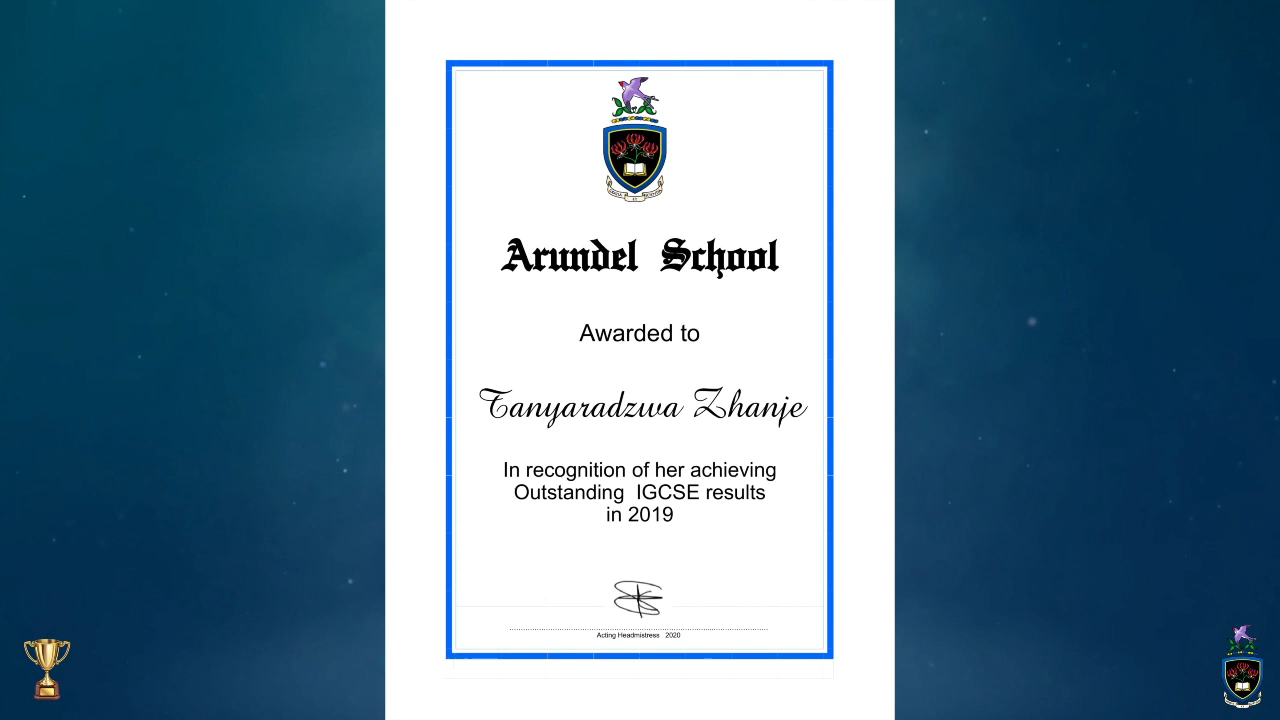 Arundel School
Awarded to
Tanyaradzwa Zhanje
In recognition of her achieving
Outstanding IGCSE results
in 2019
Acting Headmistress 2020